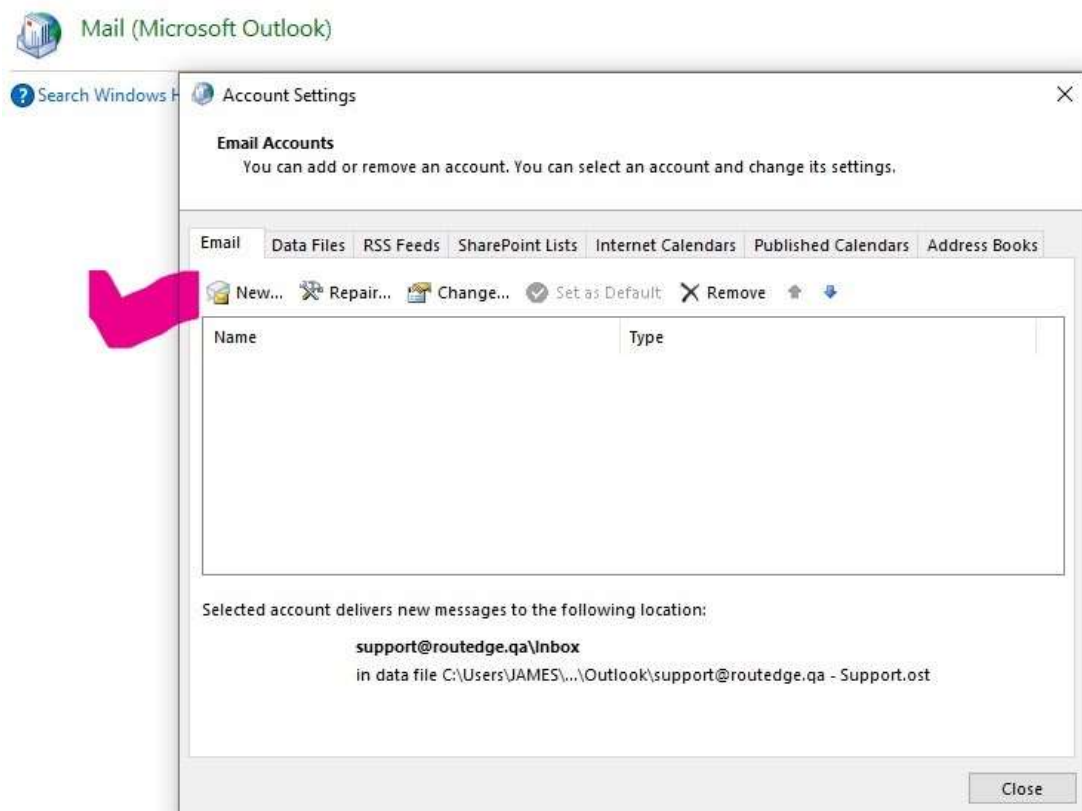 Mail (Microsoft Outlook)
Search Windows H
Account Settings
Email Accounts
You can add or remove an account. You can select an account and change its settings.
Email Data Files RSS Feeds SharePoint Lists Internet Calendars Published Calendars Address Books
New... Repair... Change... Set as Default Remove
Name Type
Selected account delivers new messages to the following location:
support@routedge.qa\Inbox
in data file C:\Users\JAMES\...\Outlook\support@routedge.qa - Support.ost
Close